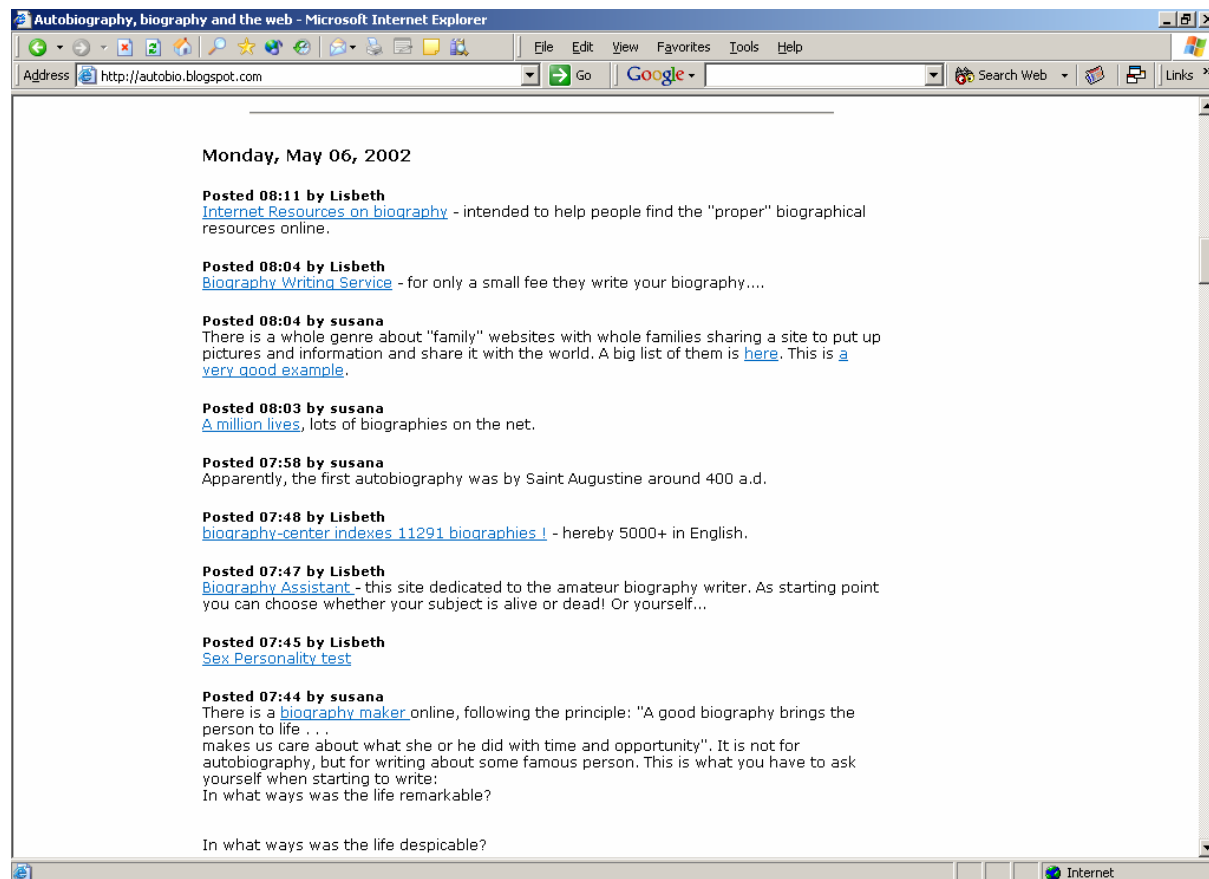 Autobiography, biography and the web - Microsoft Internet Explorer
File Edit View Favorites Tools Help
Address http://autobio.blogspot.com Go Google Search Web Links »
Monday, May 06, 2002
Posted 08:11 by Lisbeth
Internet Resources on biography - intended to help people find the "proper" biographical
resources online.
Posted 08:04 by Lisbeth
Biography Writing Service - for only a small fee they write your biography....
Posted 08:04 by susana
There is a whole genre about "family" websites with whole families sharing a site to put up
pictures and information and share it with the world. A big list of them is here. This is a
very good example.
Posted 08:03 by susana
A million lives, lots of biographies on the net.
Posted 07:58 by susana
Apparently, the first autobiography was by Saint Augustine around 400 a.d.
Posted 07:48 by Lisbeth
biography-center indexes 11291 biographies ! - hereby 5000+ in English.
Posted 07:47 by Lisbeth
Biography Assistant - this site dedicated to the amateur biography writer. As starting point
you can choose whether your subject is alive or dead! Or yourself...
Posted 07:45 by Lisbeth
Sex Personality test
Posted 07:44 by susana
There is a biography maker online, following the principle: "A good biography brings the
person to life . . .
makes us care about what she or he did with time and opportunity". It is not for
autobiography, but for writing about some famous person. This is what you have to ask
yourself when starting to write:
In what ways was the life remarkable?
In what ways was the life despicable?
Internet